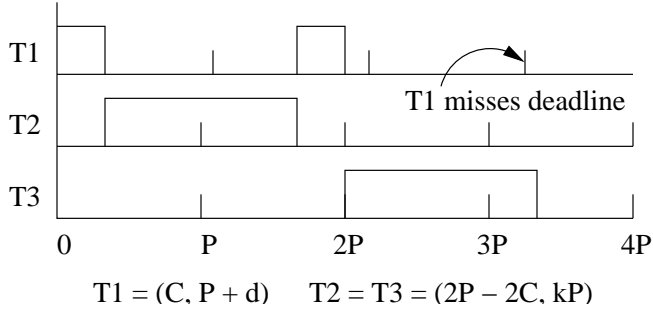 T1
T1 misses deadline
T2
T3
0 P 2P 3P 4P
T1 = (C, P + d) T2 = T3 = (2P − 2C, kP)